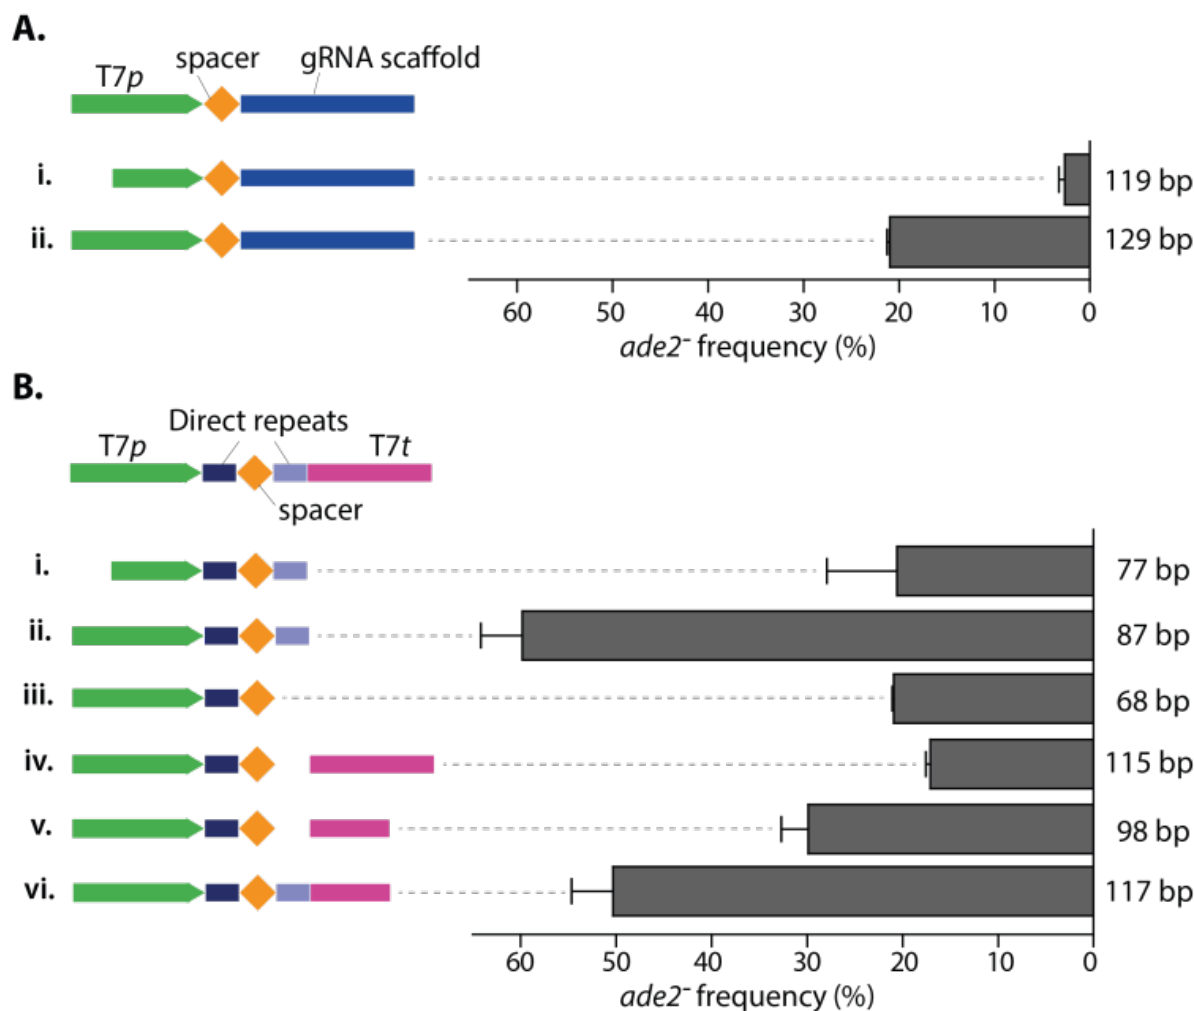 A.
T7p spacer gRNA scaffold
i. 119 bp
ii. 129 bp
60 50 40 30 20 10 0
ade2- frequency (%)
B.
Direct repeats
T7p T7t
spacer
i. 77 bp
ii. 87 bp
iii. 68 bp
iv. 115 bp
v. 98 bp
vi. 117 bp
60 50 40 30 20 10 0
ade2- frequency (%)